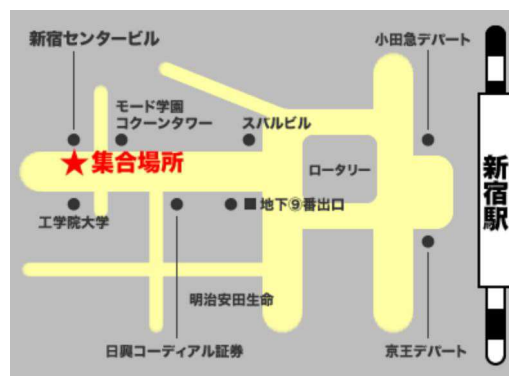 新宿センタービル
小田急デパート
モード学園
コクーンタワー
スバルビル
★集合場所
ロータリー
新宿駅
工学院大学
■地下⑨番出口
明治安田生命
日興コーディアル証券
京王デパート